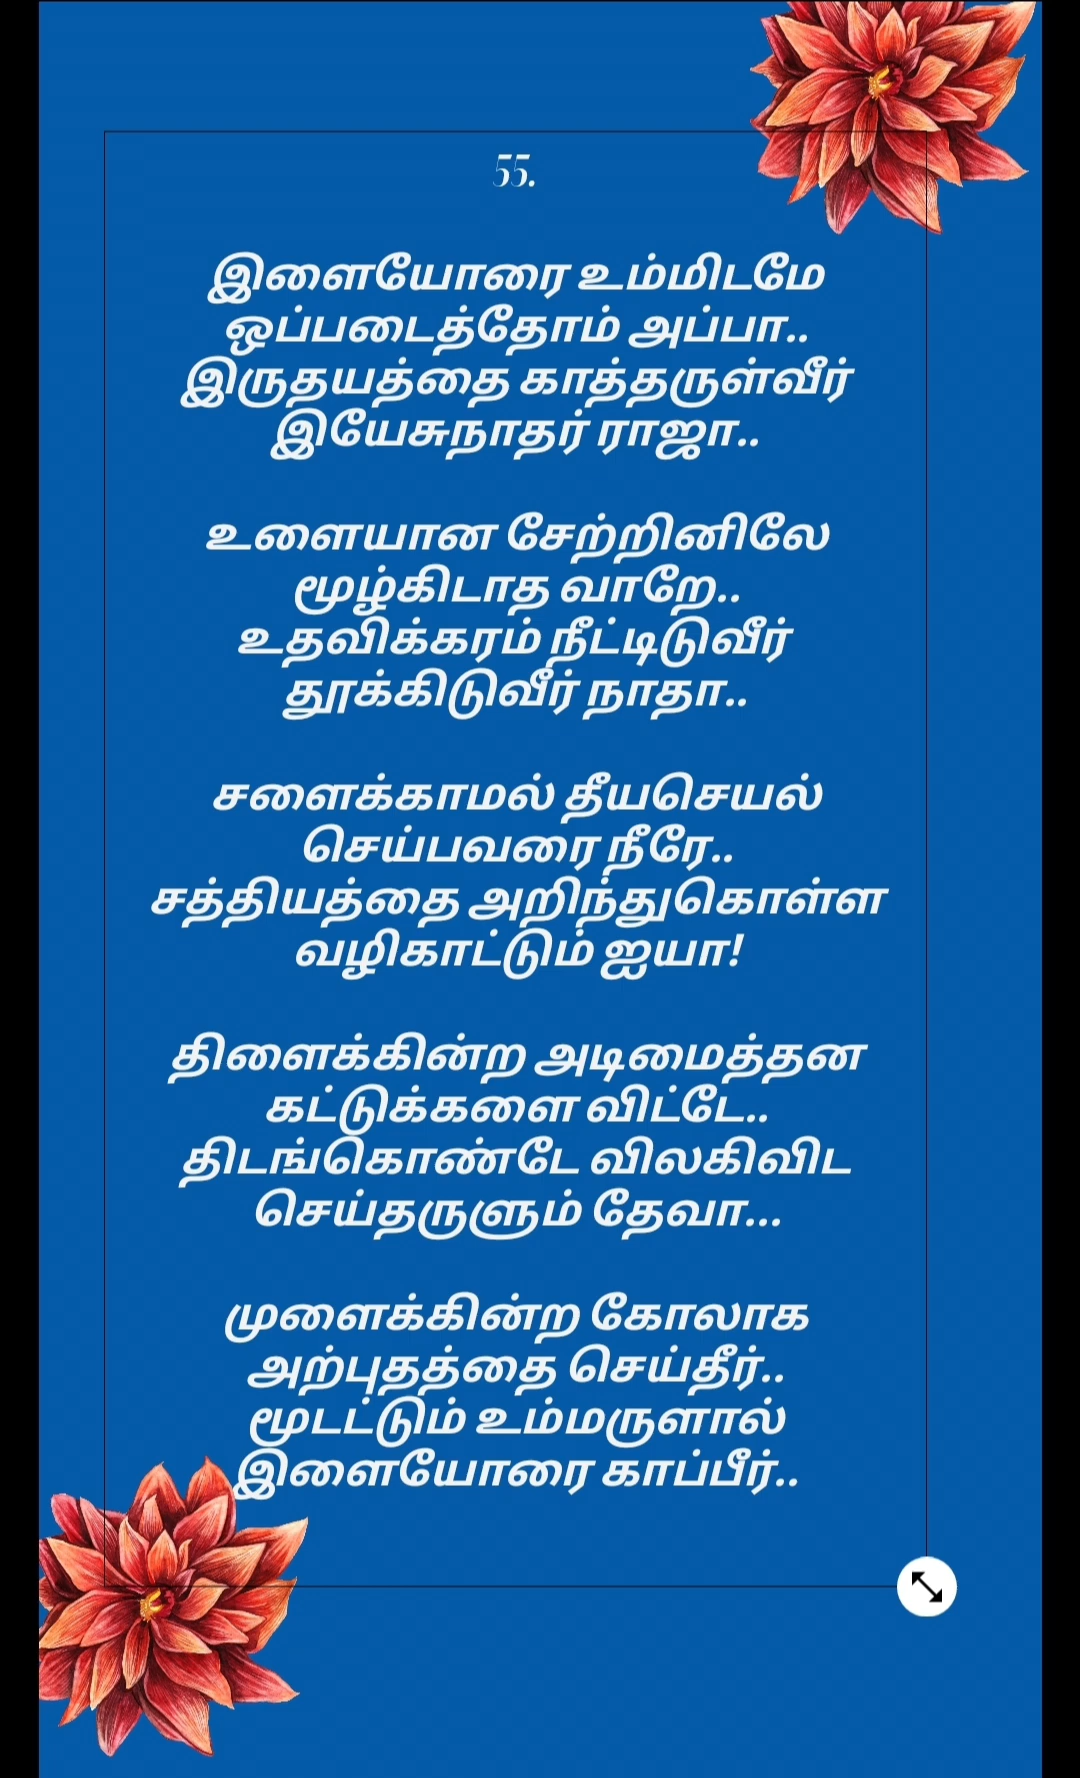 55.
இளையோரை உம்மிடமே
ஒப்படைத்தோம் அப்பா..
இருதயத்தை காத்தருள்வீர்
இயேசுநாதர் ராஜா..
உளையான சேற்றினிலே
மூழ்கிடாத வாறே..
உதவிக்கரம் நீட்டிடுவீர்
தூக்கிடுவீர் நாதா..
சளைக்காமல் தீயசெயல்
செய்பவரை நீரே..
சத்தியத்தை அறிந்துகொள்ள
வழிகாட்டும் ஐயா!
திளைக்கின்ற அடிமைத்தன
கட்டுக்களை விட்டே..
திடங்கொண்டே விலகிவிட
செய்தருளும் தேவா...
முளைக்கின்ற கோலாக
அற்புதத்தை செய்தீர்..
மூடட்டும் உம்மருளால்
இளையோரை காப்பீர்..